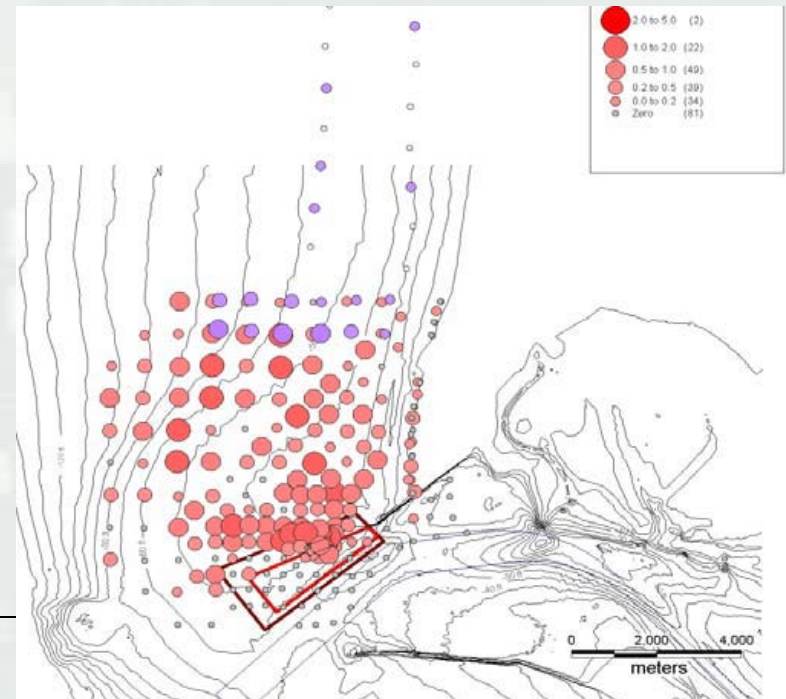 2.0 to 5.0 (2)
1.0 to 2.0 (22)
0.5 to 1.0 (49)
0.2 to 0.5 (39)
0.0 to 0.2 (34)
Zero (81)
0 2,000 4,000
meters